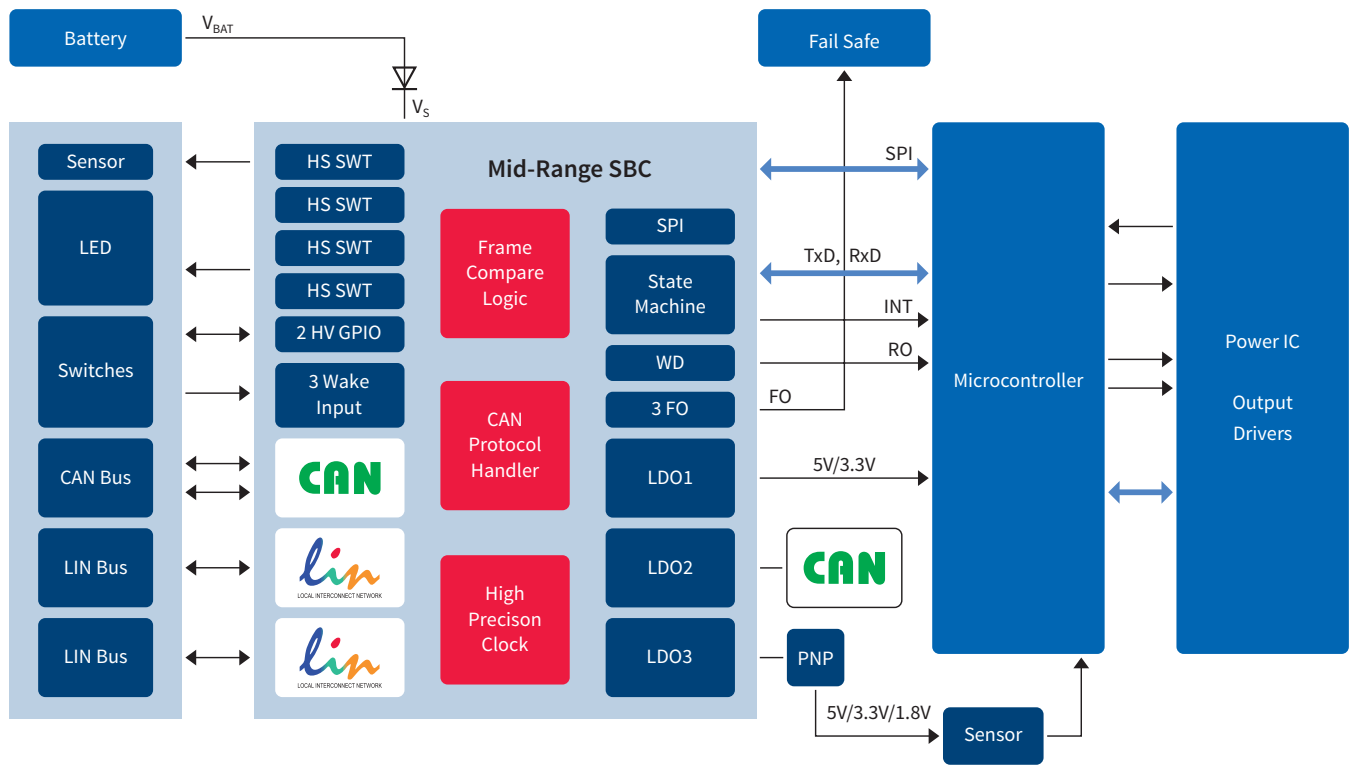 Battery
V_BAT
V_S
Fail Safe
Sensor
LED
Switches
CAN Bus
LIN Bus
LIN Bus
Mid-Range SBC
HS SWT
HS SWT
HS SWT
HS SWT
2 HV GPIO
3 Wake
Input
CAN
lin
LOCAL INTERCONNECT NETWORK
lin
LOCAL INTERCONNECT NETWORK
Frame
Compare
Logic
CAN
Protocol
Handler
High
Precison
Clock
SPI
State
Machine
WD
3 FO
LDO1
LDO2
LDO3
SPI
TxD, RxD
INT
RO
FO
5V/3.3V
CAN
PNP
5V/3.3V/1.8V
Sensor
Microcontroller
Power IC
Output
Drivers